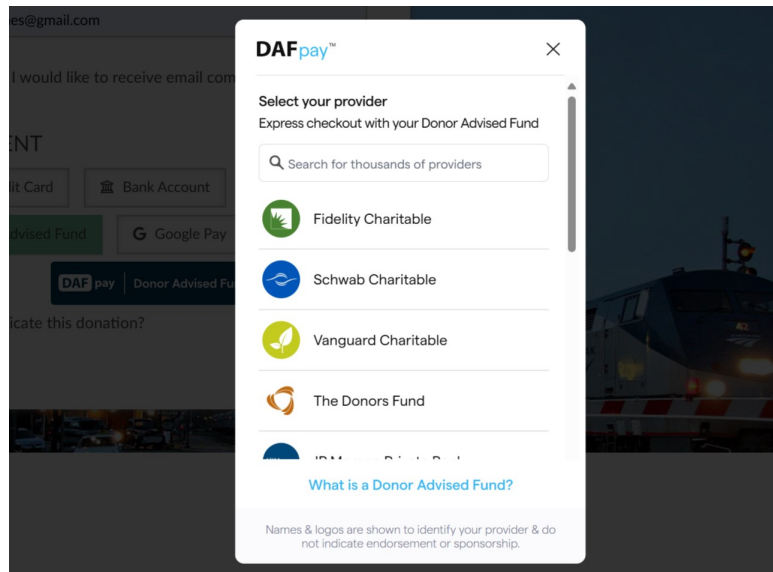 es@gmail.com
I would like to receive email com
ENT
dit Card
Bank Account
dvised Fund
G Google Pay
DAF pay | Donor Advised Fu
icate this donation?
DAFpay™
Select your provider
Express checkout with your Donor Advised Fund
Search for thousands of providers
Fidelity Charitable
Schwab Charitable
Vanguard Charitable
The Donors Fund
What is a Donor Advised Fund?
Names & logos are shown to identify your provider & do
not indicate endorsement or sponsorship.
42